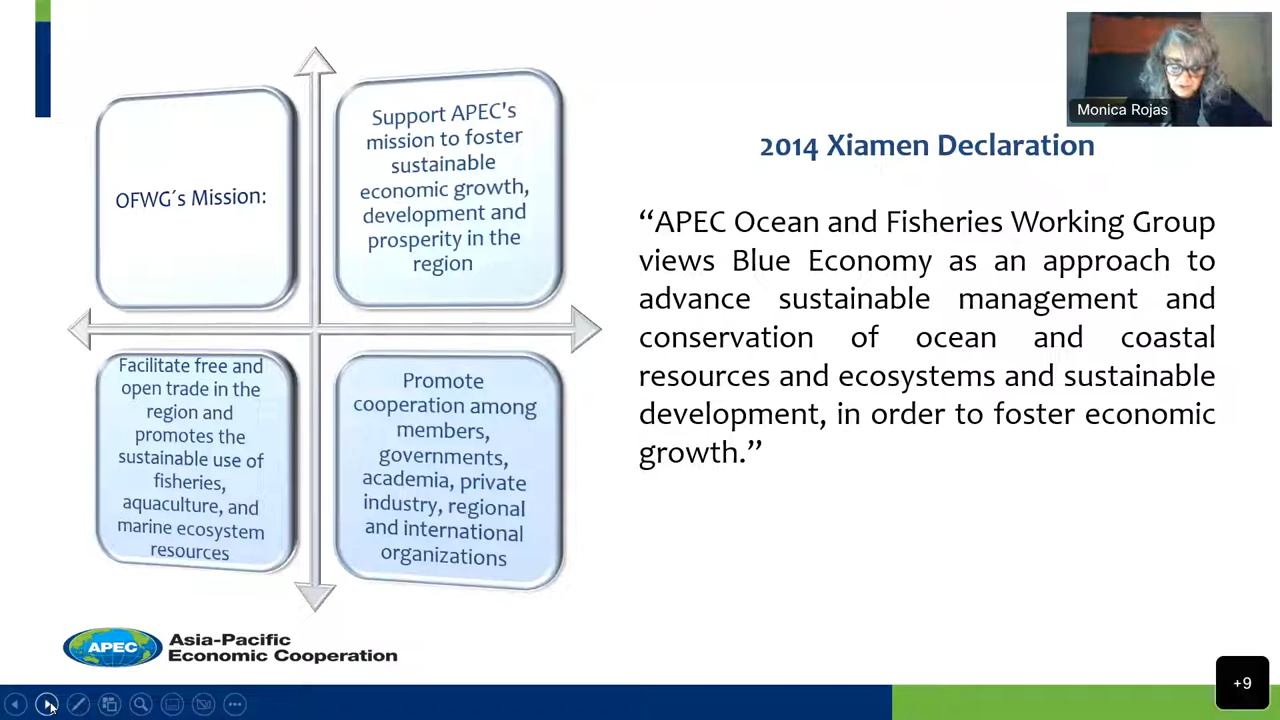 OFWG´s Mission:
Support APEC's
mission to foster
sustainable
economic growth,
development and
prosperity in the
region
Facilitate free and
open trade in the
region and
promotes the
sustainable use of
fisheries,
aquaculture, and
marine ecosystem
resources
Promote
cooperation among
members,
governments,
academia, private
industry, regional
and international
organizations
Monica Rojas
2014 Xiamen Declaration
“APEC Ocean and Fisheries Working Group
views Blue Economy as an approach to
advance sustainable management and
conservation of ocean and coastal
resources and ecosystems and sustainable
development, in order to foster economic
growth.”
APEC
Asia-Pacific
Economic Cooperation
+9